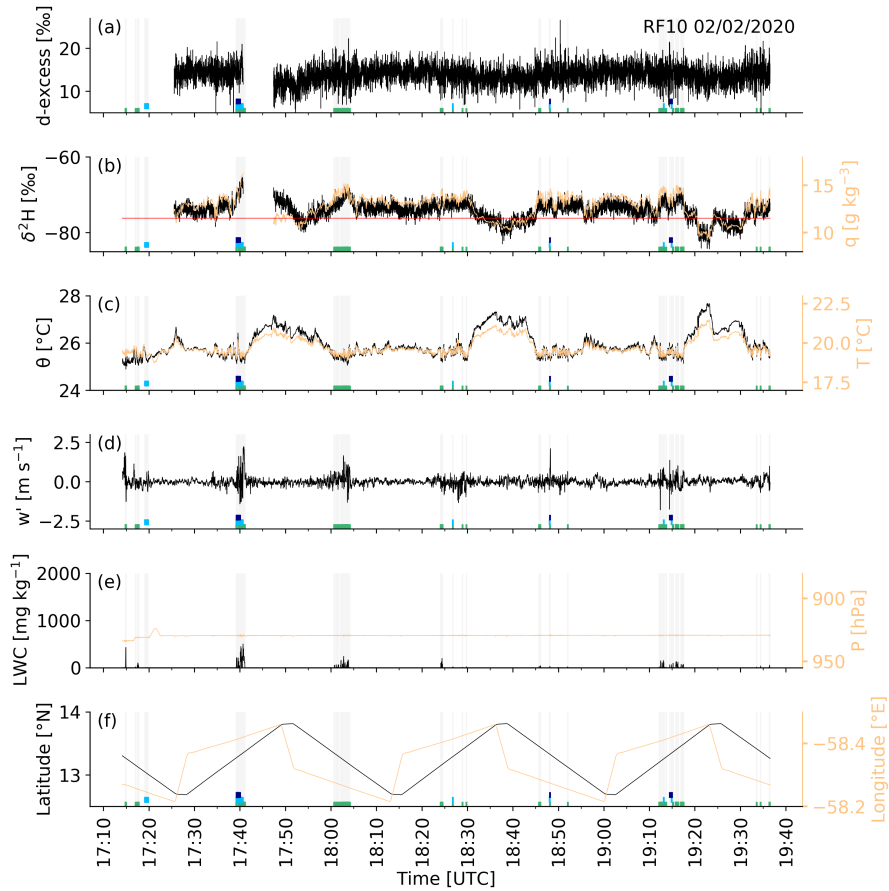 (a)
RF10 02/02/2020
d-excess [‰]
20
10
(b)
δ²H [‰]
−60
−80
q [g kg⁻³]
15
10
(c)
θ [°C]
28
26
24
T [°C]
22.5
20.0
17.5
(d)
w' [m s⁻¹]
2.5
0.0
−2.5
(e)
LWC [mg kg⁻¹]
2000
1000
0
P [hPa]
900
950
(f)
Latitude [°N]
14
13
Longitude [°E]
−58.4
−58.2
17:10
17:20
17:30
17:40
17:50
18:00
18:10
18:20
18:30
18:40
18:50
19:00
19:10
19:20
19:30
19:40
Time [UTC]